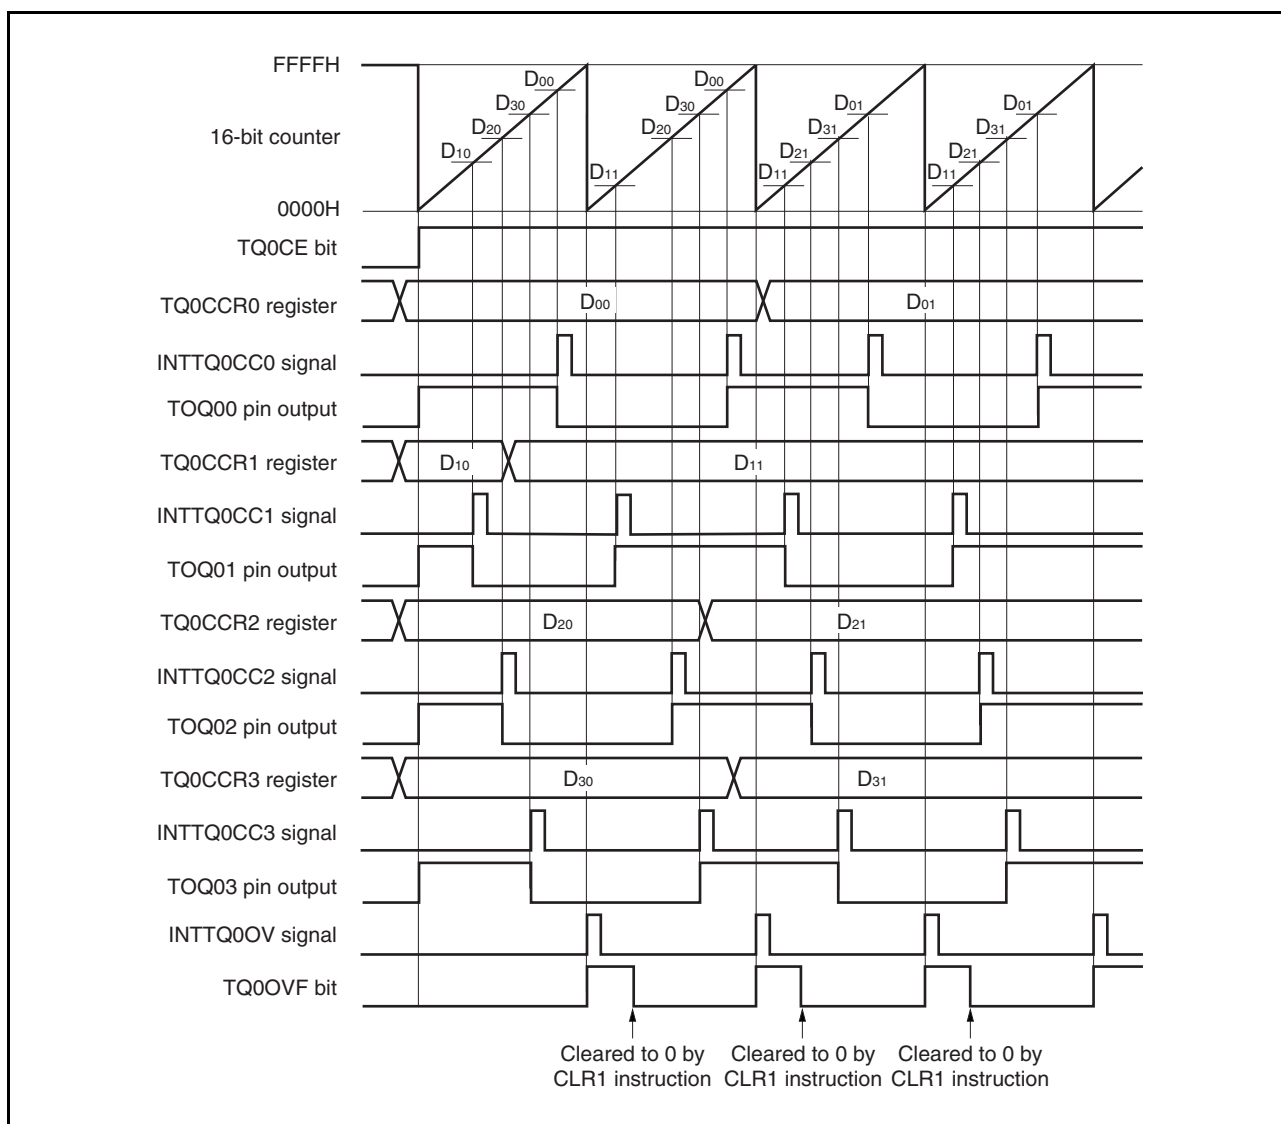 FFFFH
16-bit counter
0000H
D10
D20
D30
D00
D11
D20
D30
D00
D11
D21
D31
D01
D11
D21
D31
D01
TQ0CE bit
TQ0CCR0 register
D00
D01
INTTQ0CC0 signal
TOQ00 pin output
TQ0CCR1 register
D10
D11
INTTQ0CC1 signal
TOQ01 pin output
TQ0CCR2 register
D20
D21
INTTQ0CC2 signal
TOQ02 pin output
TQ0CCR3 register
D30
D31
INTTQ0CC3 signal
TOQ03 pin output
INTTQ0OV signal
TQ0OVF bit
Cleared to 0 by
CLR1 instruction
Cleared to 0 by
CLR1 instruction
Cleared to 0 by
CLR1 instruction